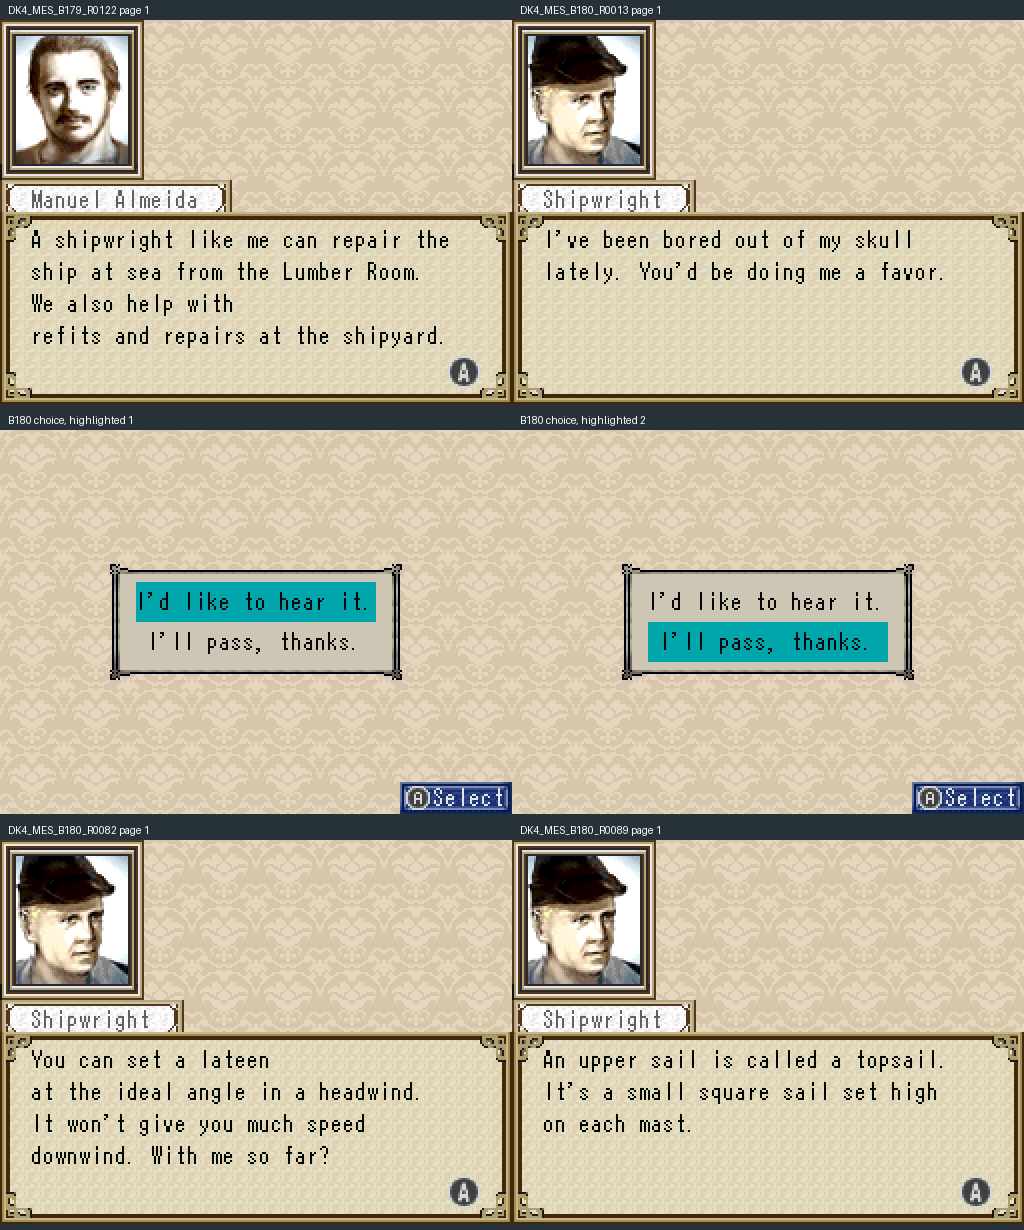 DK4_MES_B179_R0122 page 1
Manuel Almeida
A shipwright like me can repair the
ship at sea from the Lumber Room.
We also help with
refits and repairs at the shipyard.
A
DK4_MES_B180_R0013 page 1
Shipwright
I've been bored out of my skull
lately. You'd be doing me a favor.
A
B180 choice, highlighted 1
I'd like to hear it.
I'll pass, thanks.
A Select
B180 choice, highlighted 2
I'd like to hear it.
I'll pass, thanks.
A Select
DK4_MES_B180_R0082 page 1
Shipwright
You can set a lateen
at the ideal angle in a headwind.
It won't give you much speed
downwind. With me so far?
A
DK4_MES_B180_R0089 page 1
Shipwright
An upper sail is called a topsail.
It's a small square sail set high
on each mast.
A